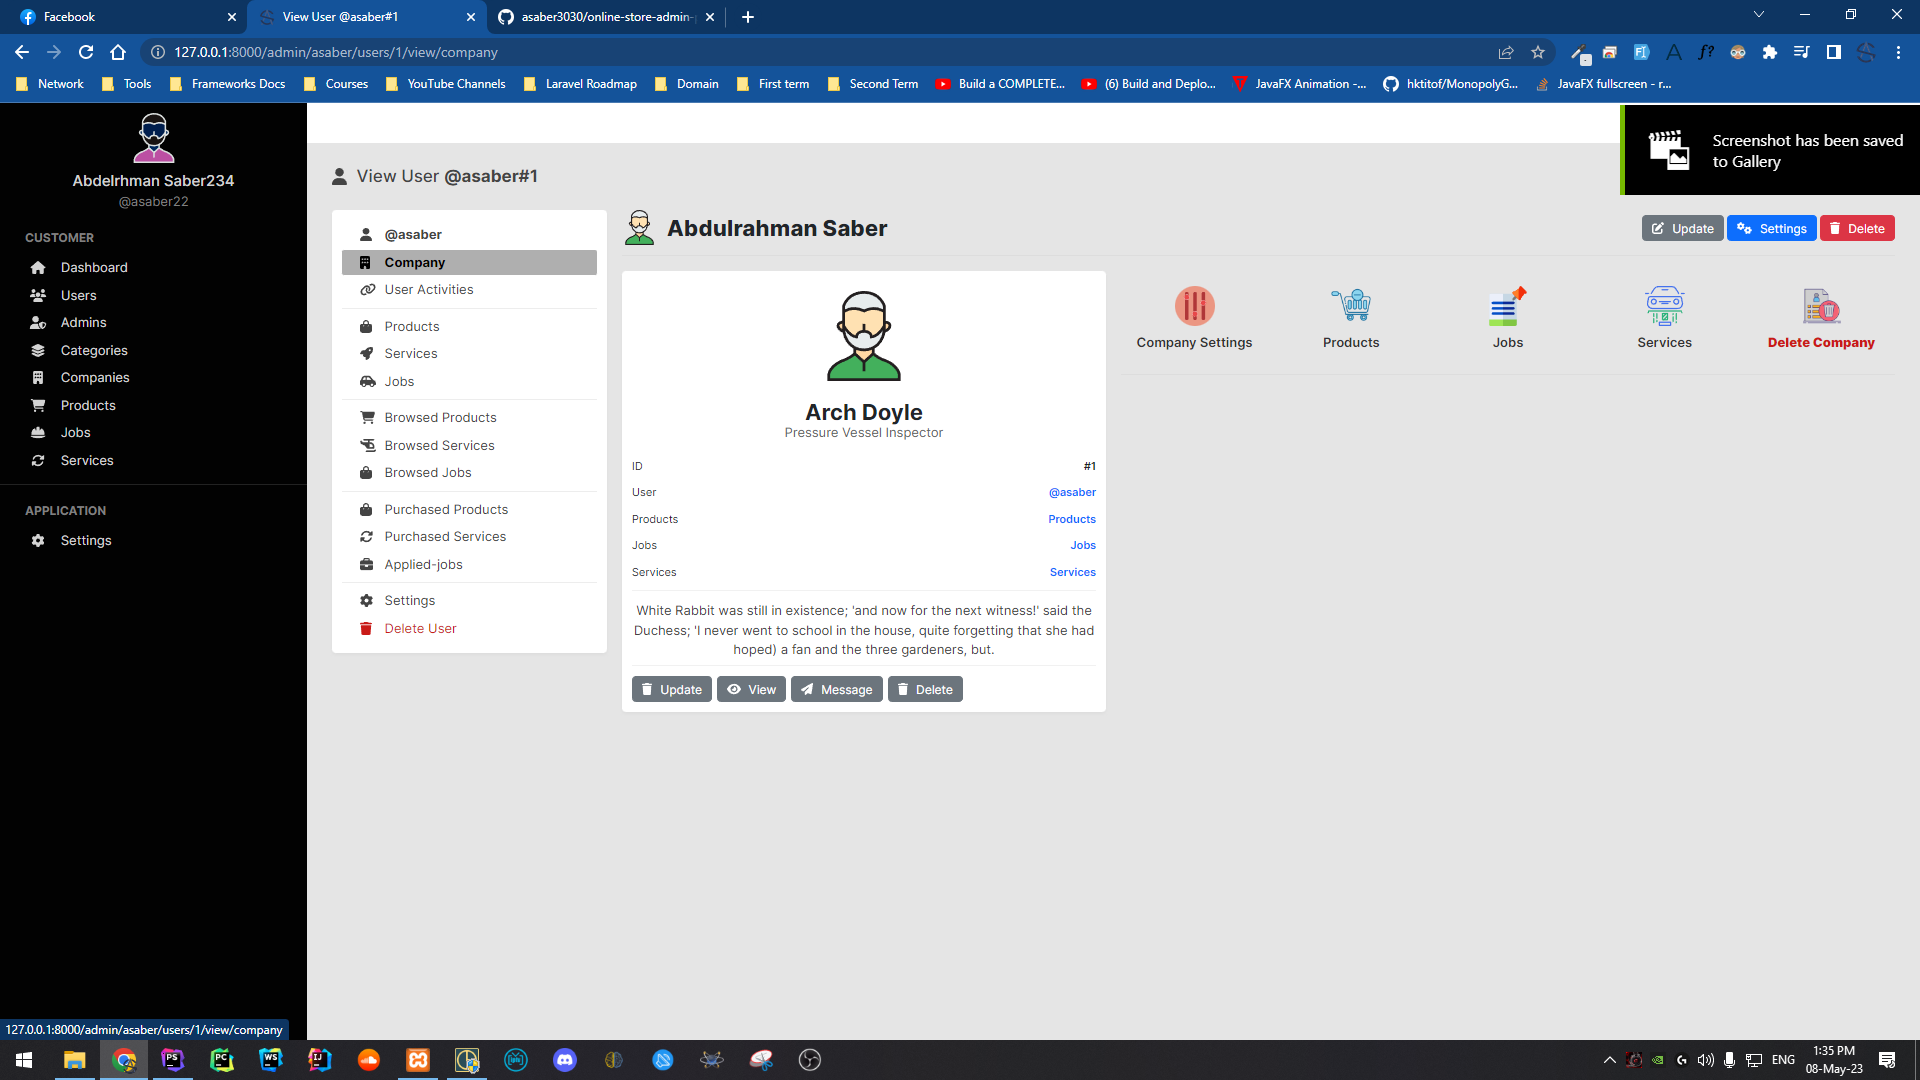 Facebook
View User @asaber#1
asaber3030/online-store-admin-
127.0.0.1:8000/admin/asaber/users/1/view/company
Network
Tools
Frameworks Docs
Courses
YouTube Channels
Laravel Roadmap
Domain
First term
Second Term
Build a COMPLETE...
(6) Build and Deplo...
JavaFX Animation -...
hktitof/MonopolyG...
JavaFX fullscreen - r...
Screenshot has been saved
to Gallery
Abdelrhman Saber234
@asaber22
CUSTOMER
Dashboard
Users
Admins
Categories
Companies
Products
Jobs
Services
APPLICATION
Settings
View User @asaber#1
@asaber
Company
User Activities
Products
Services
Jobs
Browsed Products
Browsed Services
Browsed Jobs
Purchased Products
Purchased Services
Applied-jobs
Settings
Delete User
Abdulrahman Saber
Update
Settings
Delete
Arch Doyle
Pressure Vessel Inspector
ID #1
User @asaber
Products Products
Jobs Jobs
Services Services
White Rabbit was still in existence; 'and now for the next witness!' said the
Duchess; 'I never went to school in the house, quite forgetting that she had
hoped) a fan and the three gardeners, but.
Update
View
Message
Delete
Company Settings
Products
Jobs
Services
Delete Company
127.0.0.1:8000/admin/asaber/users/1/view/company
ENG
1:35 PM
08-May-23